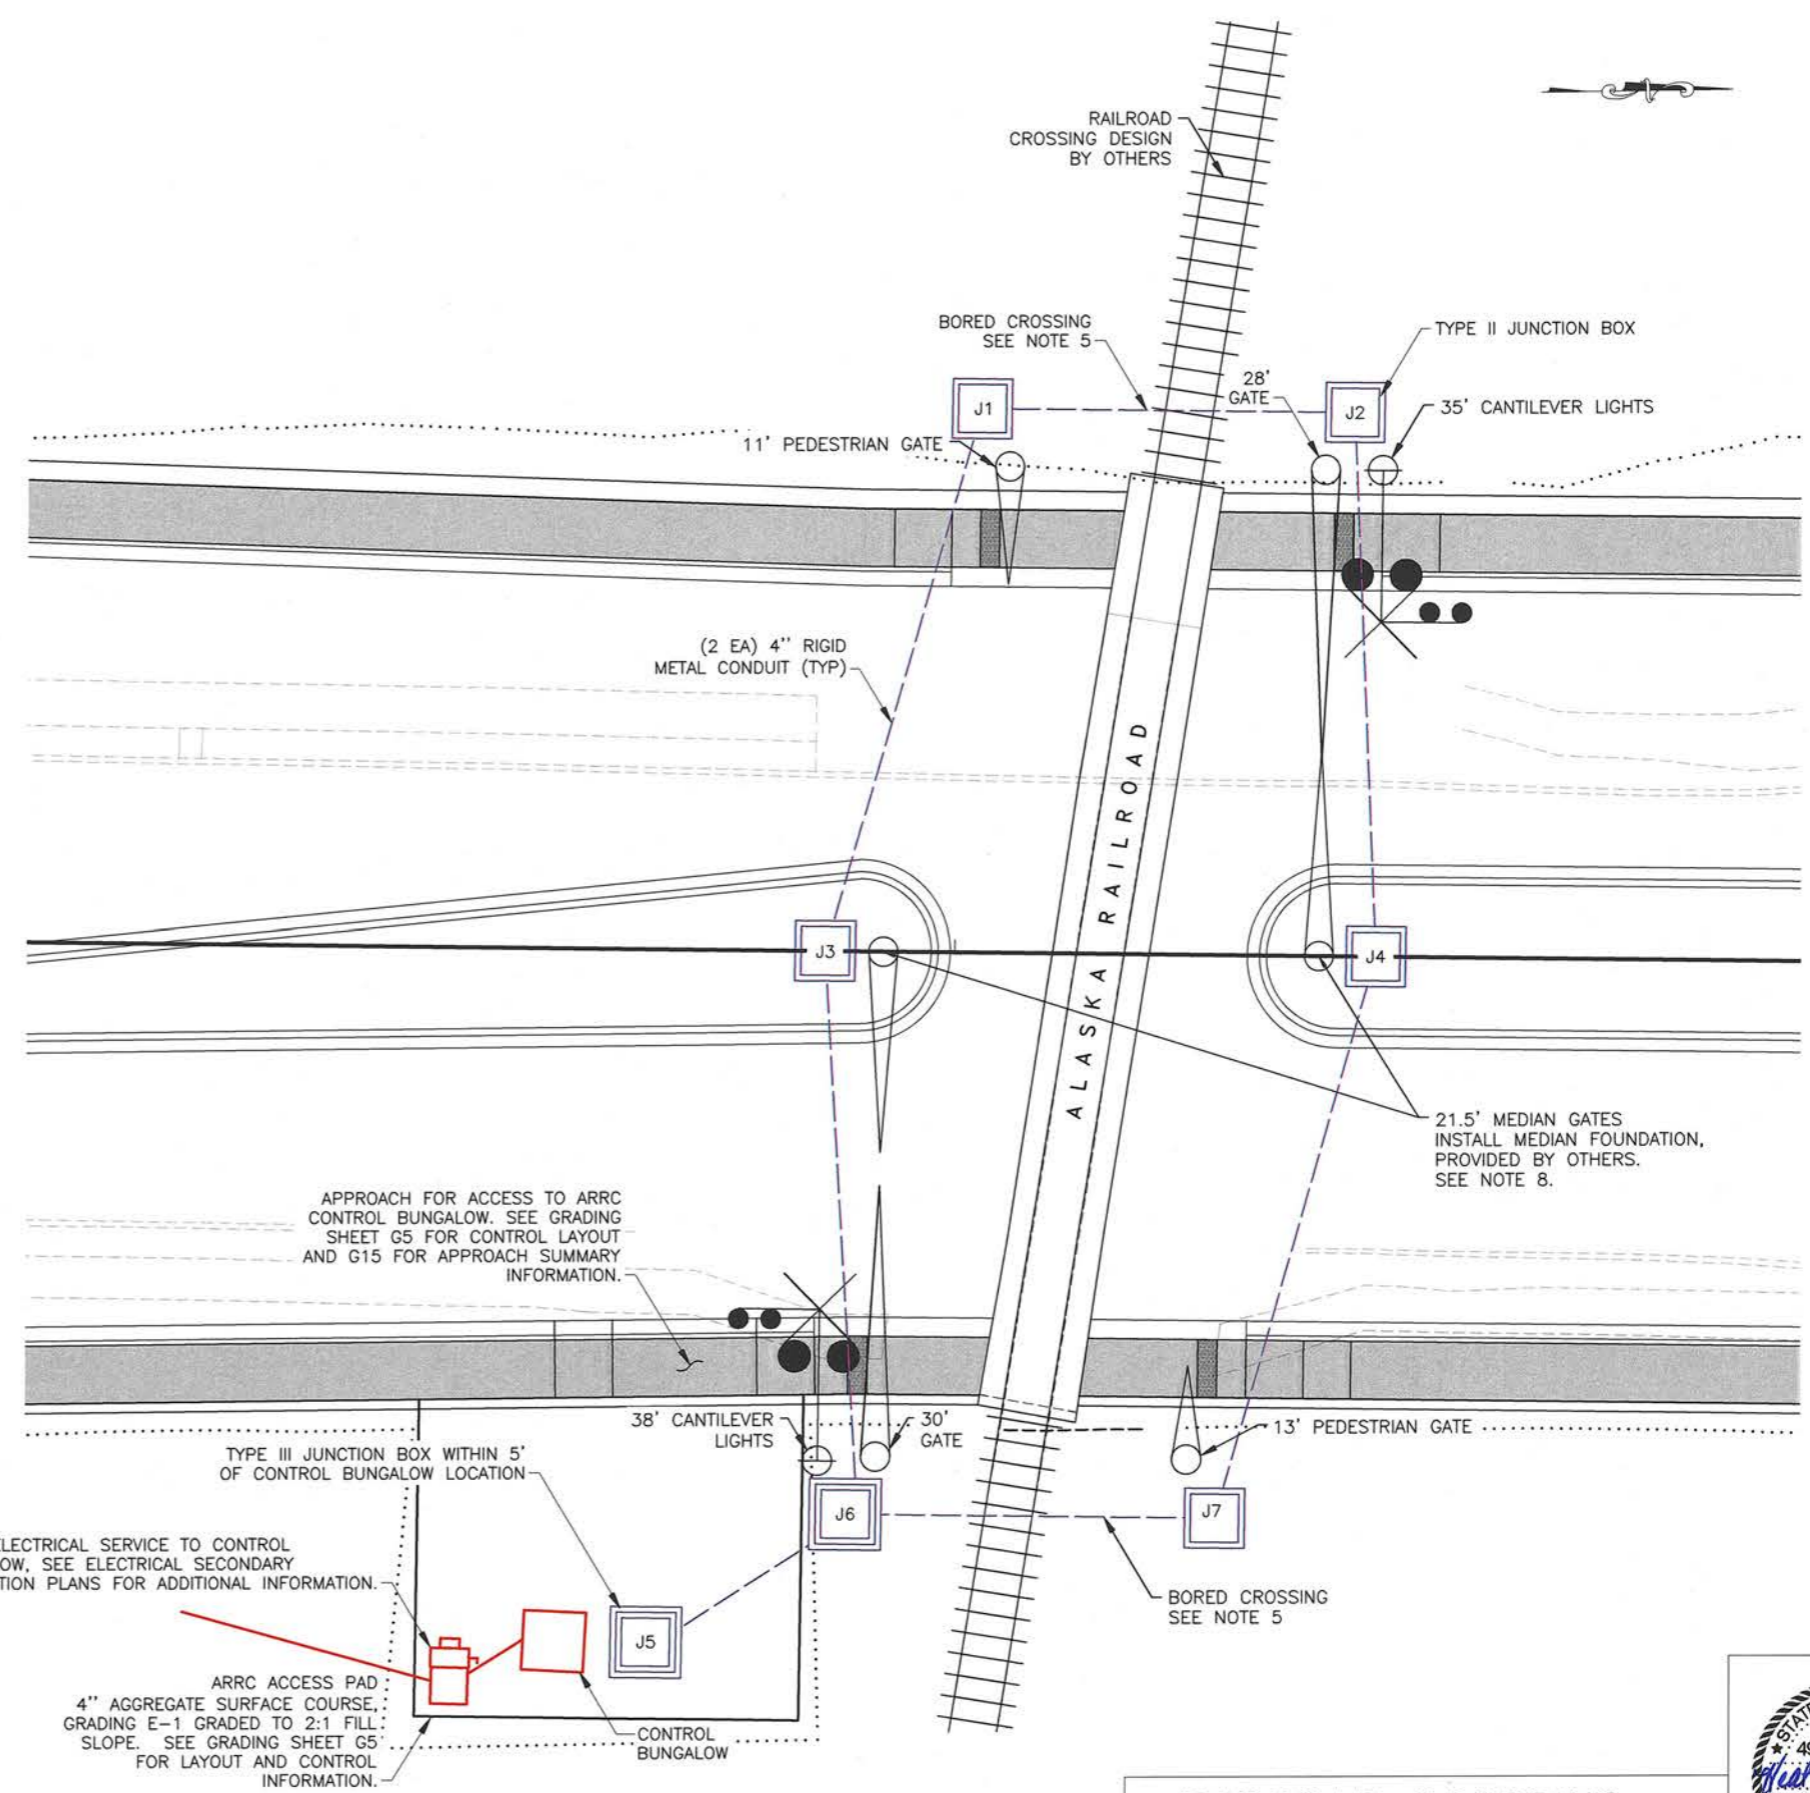 RAILROAD
CROSSING DESIGN
BY OTHERS
BORED CROSSING
SEE NOTE 5
TYPE II JUNCTION BOX
28'
GATE
J1
J2
35' CANTILEVER LIGHTS
11' PEDESTRIAN GATE
(2 EA) 4" RIGID
METAL CONDUIT (TYP)
ALASKA RAILROAD
J3
J4
21.5' MEDIAN GATES
INSTALL MEDIAN FOUNDATION,
PROVIDED BY OTHERS.
SEE NOTE 8.
APPROACH FOR ACCESS TO ARRC
CONTROL BUNGALOW. SEE GRADING
SHEET G5 FOR CONTROL LAYOUT
AND G15 FOR APPROACH SUMMARY
INFORMATION.
38' CANTILEVER
LIGHTS
30'
GATE
13' PEDESTRIAN GATE
TYPE III JUNCTION BOX WITHIN 5'
OF CONTROL BUNGALOW LOCATION
J6
J7
ELECTRICAL SERVICE TO CONTROL
OW, SEE ELECTRICAL SECONDARY
TION PLANS FOR ADDITIONAL INFORMATION.
BORED CROSSING
SEE NOTE 5
J5
ARRC ACCESS PAD
4" AGGREGATE SURFACE COURSE,
GRADING E-1 GRADED TO 2:1 FILL
SLOPE. SEE GRADING SHEET G5
FOR LAYOUT AND CONTROL
INFORMATION.
CONTROL
BUNGALOW
STATE
49